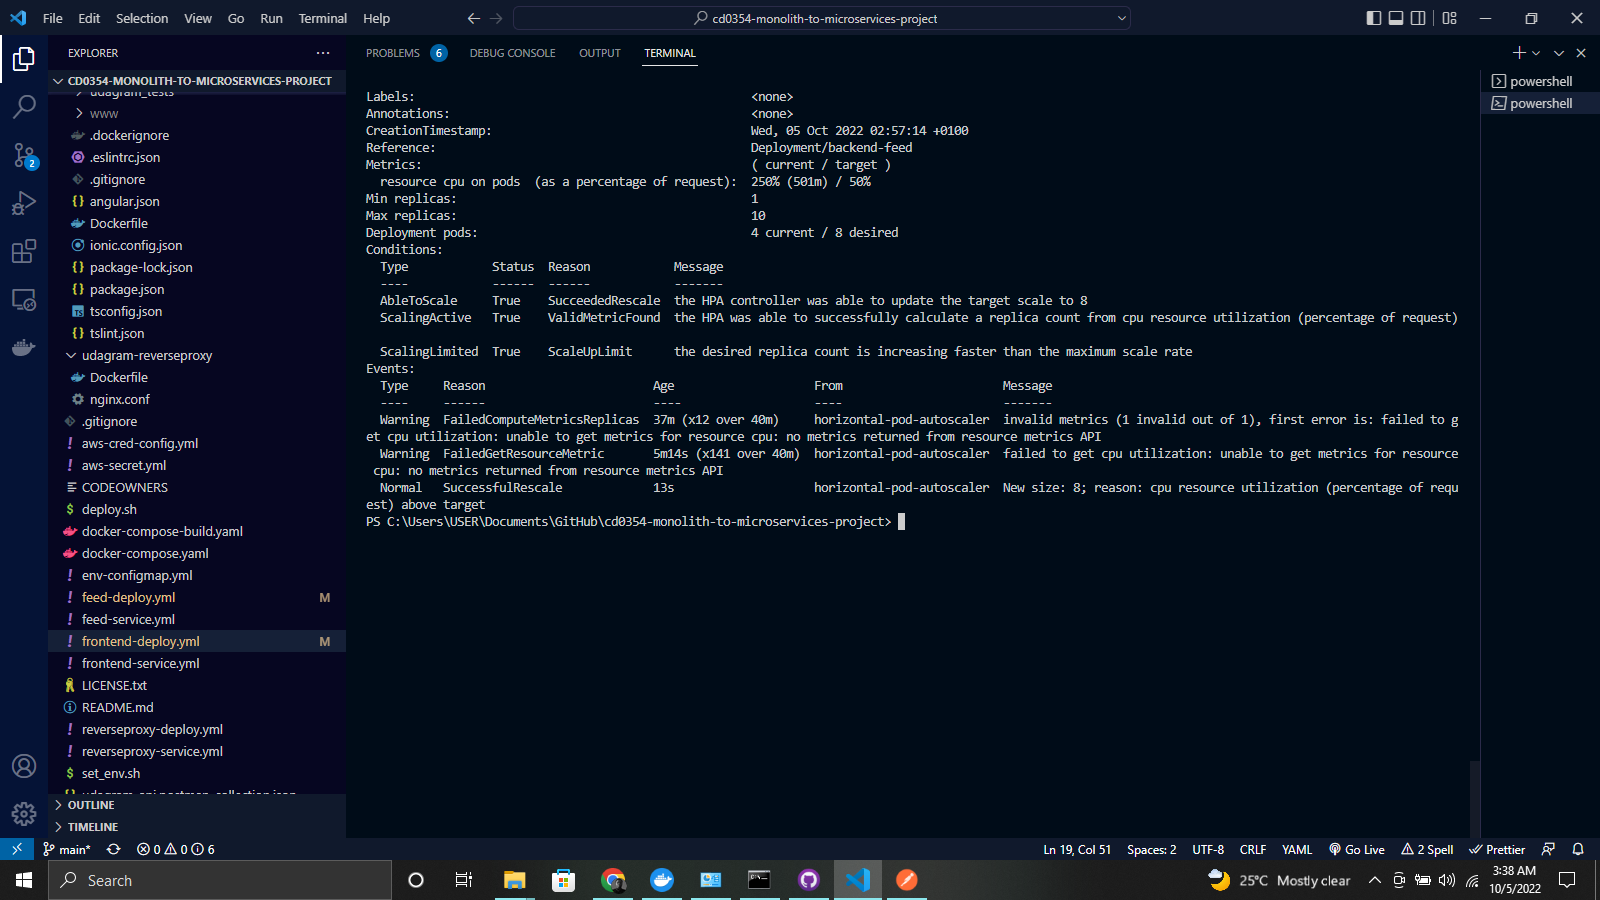 File Edit Selection View Go Run Terminal Help
cd0354-monolith-to-microservices-project
EXPLORER
CD0354-MONOLITH-TO-MICROSERVICES-PROJECT
udagram_tests
www
.dockerignore
.eslintrc.json
.gitignore
angular.json
Dockerfile
ionic.config.json
package-lock.json
package.json
tsconfig.json
tslint.json
udagram-reverseproxy
Dockerfile
nginx.conf
.gitignore
aws-cred-config.yml
aws-secret.yml
CODEOWNERS
deploy.sh
docker-compose-build.yaml
docker-compose.yaml
env-configmap.yml
feed-deploy.yml M
feed-service.yml
frontend-deploy.yml M
frontend-service.yml
LICENSE.txt
README.md
reverseproxy-deploy.yml
reverseproxy-service.yml
set_env.sh
OUTLINE
TIMELINE
2
PROBLEMS 6 DEBUG CONSOLE OUTPUT TERMINAL
powershell
powershell
Labels: <none>
Annotations: <none>
CreationTimestamp: Wed, 05 Oct 2022 02:57:14 +0100
Reference: Deployment/backend-feed
Metrics: ( current / target )
resource cpu on pods (as a percentage of request): 250% (501m) / 50%
Min replicas: 1
Max replicas: 10
Deployment pods: 4 current / 8 desired
Conditions:
Type Status Reason Message
---- ------ ------ -------
AbleToScale True SucceededRescale the HPA controller was able to update the target scale to 8
ScalingActive True ValidMetricFound the HPA was able to successfully calculate a replica count from cpu resource utilization (percentage of request)
ScalingLimited True ScaleUpLimit the desired replica count is increasing faster than the maximum scale rate
Events:
Type Reason Age From Message
---- ------ ---- ---- -------
Warning FailedComputeMetricsReplicas 37m (x12 over 40m) horizontal-pod-autoscaler invalid metrics (1 invalid out of 1), first error is: failed to g
et cpu utilization: unable to get metrics for resource cpu: no metrics returned from resource metrics API
Warning FailedGetResourceMetric 5m14s (x141 over 40m) horizontal-pod-autoscaler failed to get cpu utilization: unable to get metrics for resource
cpu: no metrics returned from resource metrics API
Normal SuccessfulRescale 13s horizontal-pod-autoscaler New size: 8; reason: cpu resource utilization (percentage of requ
est) above target
PS C:\Users\USER\Documents\GitHub\cd0354-monolith-to-microservices-project>
main* 0 0 6
Ln 19, Col 51 Spaces: 2 UTF-8 CRLF YAML Go Live 2 Spell Prettier
Search
25°C Mostly clear
3:38 AM
10/5/2022